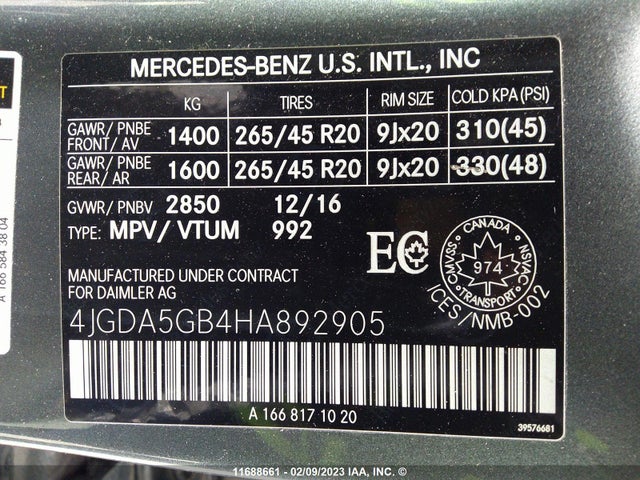 MERCEDES-BENZ U.S. INTL., INC
KG TIRES RIM SIZE COLD KPA(PSI)
GAWR/ PNBE FRONT/ AV 1400 265/45 R20 9Jx20 310(45)
GAWR/ PNBE REAR/ AR 1600 265/45 R20 9Jx20 330(48)
GVWR/ PNBV 2850 12/16
TYPE: MPV/ VTUM 992
EC
CANADA
CMVSS NSVAC
974
TRANSPORT
ICES/NMB-002
MANUFACTURED UNDER CONTRACT
FOR DAIMLER AG
4JGDA5GB4HA892905
A 166 817 10 20
39576681
A 166 584 38 04
11688661 - 02/09/2023 IAA, Inc. ©